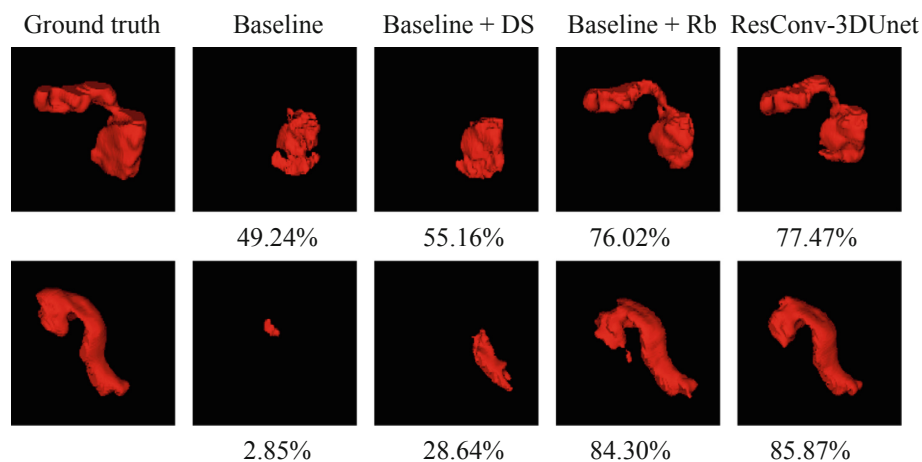 Ground truth Baseline Baseline + DS Baseline + Rb ResConv-3DUnet
49.24% 55.16% 76.02% 77.47%
2.85% 28.64% 84.30% 85.87%